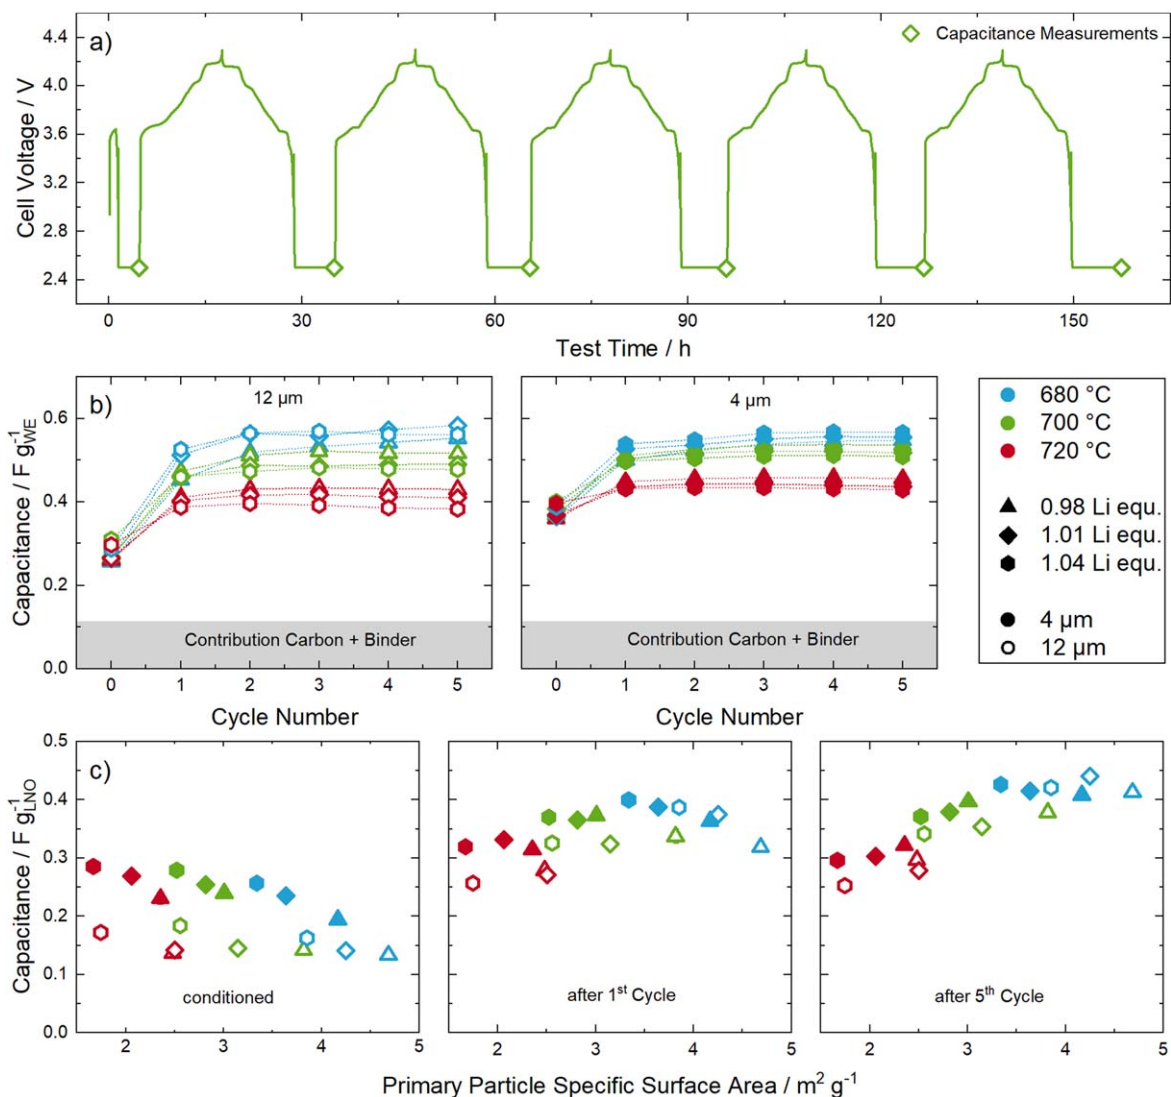 a)
Capacitance Measurements
Cell Voltage / V
4.4
4.0
3.6
3.2
2.8
2.4
0 30 60 90 120 150
Test Time / h
b)
12 µm
4 µm
Capacitance / F g⁻¹WE
0.6
0.4
0.2
0.0
Contribution Carbon + Binder
Contribution Carbon + Binder
0 1 2 3 4 5
0 1 2 3 4 5
Cycle Number
Cycle Number
680 °C
700 °C
720 °C
0.98 Li equ.
1.01 Li equ.
1.04 Li equ.
4 µm
12 µm
c)
Capacitance / F g⁻¹LNO
0.5
0.4
0.3
0.2
0.1
0.0
conditioned
after 1st Cycle
after 5th Cycle
2 3 4 5
2 3 4 5
2 3 4 5
Primary Particle Specific Surface Area / m² g⁻¹